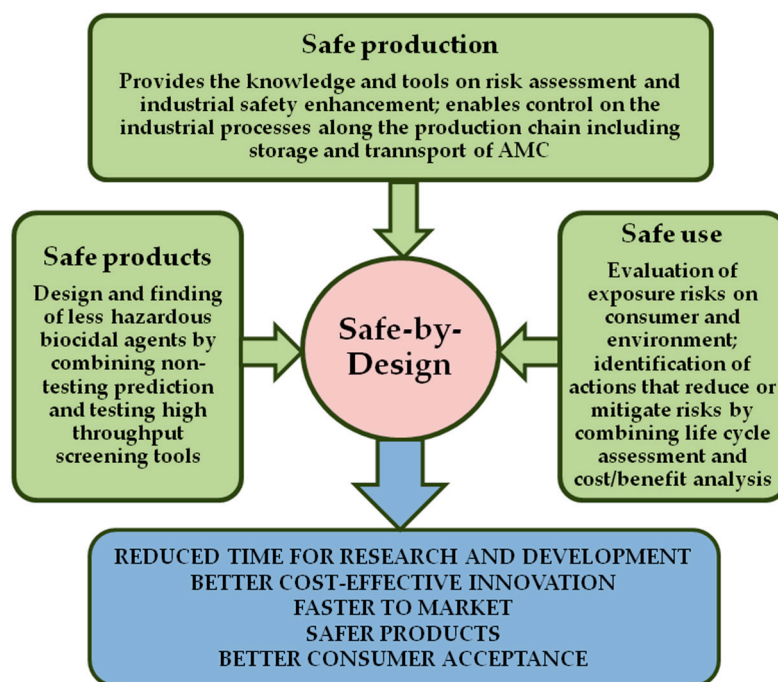 Safe production
Provides the knowledge and tools on risk assessment and
industrial safety enhancement; enables control on the
industrial processes along the production chain including
storage and trannsport of AMC
Safe products
Design and finding
of less hazardous
biocidal agents by
combining non-
testing prediction
and testing high
throughput
screening tools
Safe-by-
Design
Safe use
Evaluation of
exposure risks on
consumer and
environment;
identification of
actions that reduce or
mitigate risks by
combining life cycle
assessment and
cost/benefit analysis
REDUCED TIME FOR RESEARCH AND DEVELOPMENT
BETTER COST-EFFECTIVE INNOVATION
FASTER TO MARKET
SAFER PRODUCTS
BETTER CONSUMER ACCEPTANCE